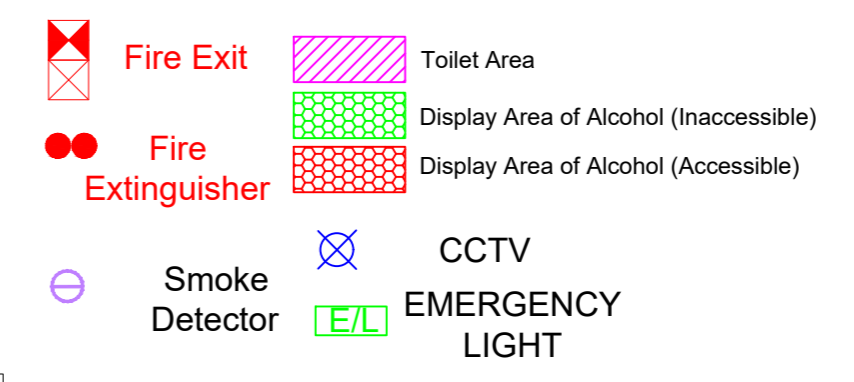 Fire Exit
Toilet Area
Display Area of Alcohol (Inaccessible)
Fire
Extinguisher
Display Area of Alcohol (Accessible)
CCTV
Smoke
Detector
E/L
EMERGENCY
LIGHT